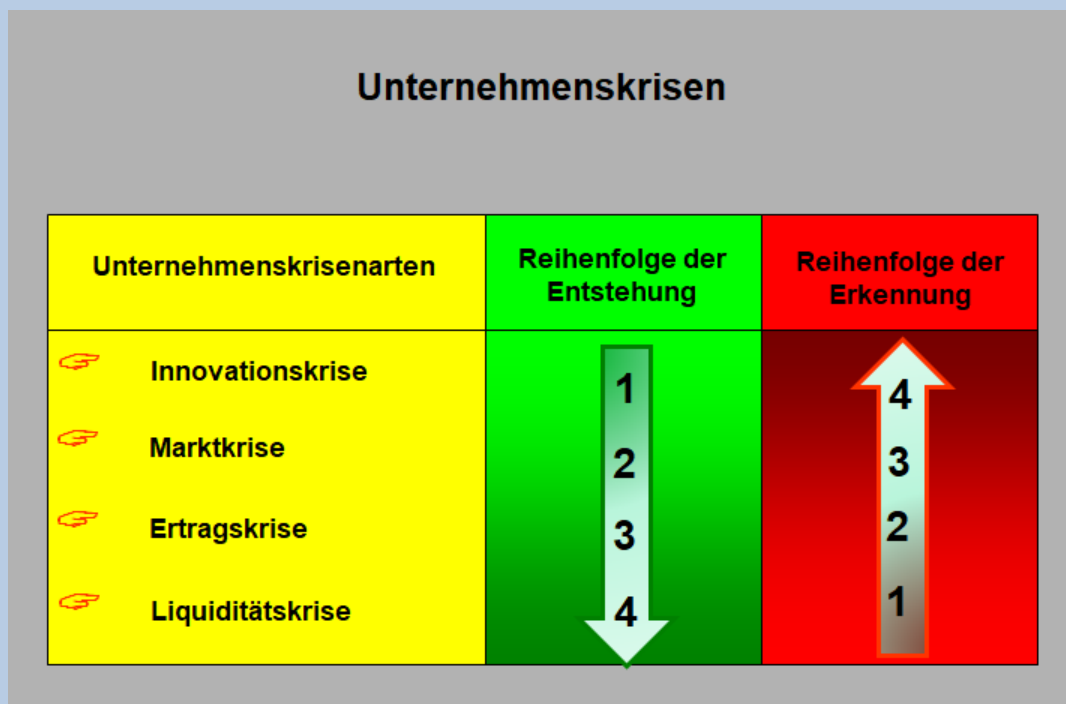 Unternehmenskrisen
Unternehmenskrisenarten
Reihenfolge der
Entstehung
Reihenfolge der
Erkennung
Innovationskrise
1
4
Marktkrise
2
3
Ertragskrise
3
2
Liquiditätskrise
4
1